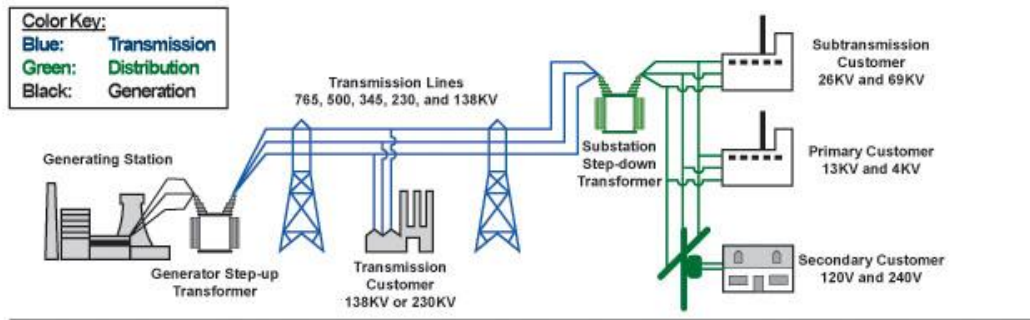 Color Key:
Blue: Transmission
Green: Distribution
Black: Generation
Generating Station
Generator Step-up
Transformer
Transmission Lines
765, 500, 345, 230, and 138KV
Transmission
Customer
138KV or 230KV
Substation
Step-down
Transformer
Subtransmission
Customer
26KV and 69KV
Primary Customer
13KV and 4KV
Secondary Customer
120V and 240V